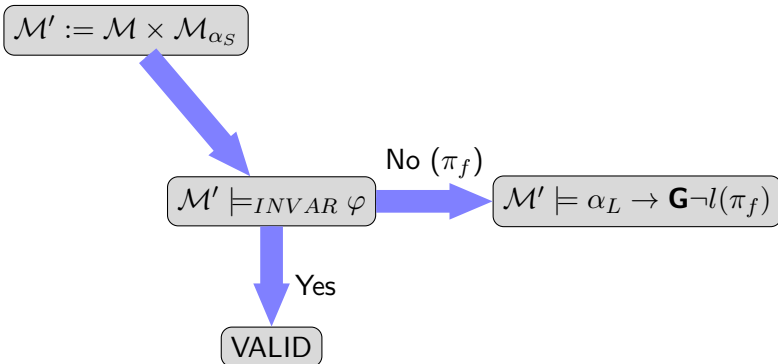 ℳ′ := ℳ × ℳ_{α_S}
No (π_f)
ℳ′ ⊨_{INVAR} φ
ℳ′ ⊨ α_L → G¬l(π_f)
Yes
VALID